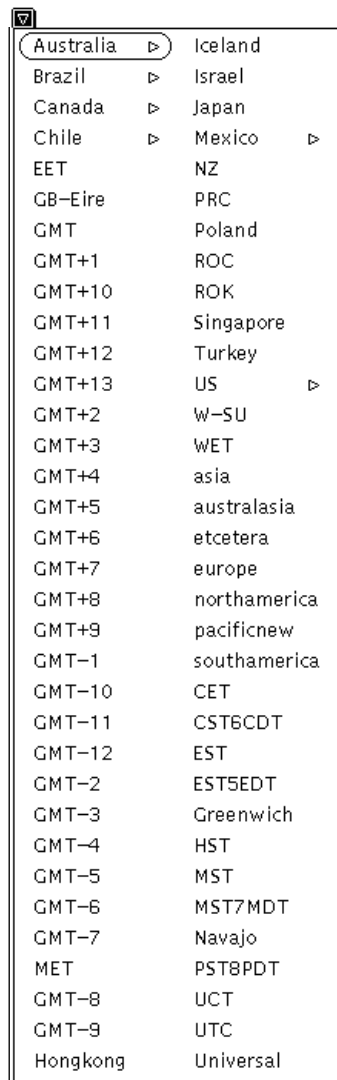 Australia
Brazil
Canada
Chile
EET
GB-Eire
GMT
GMT+1
GMT+10
GMT+11
GMT+12
GMT+13
GMT+2
GMT+3
GMT+4
GMT+5
GMT+6
GMT+7
GMT+8
GMT+9
GMT-1
GMT-10
GMT-11
GMT-12
GMT-2
GMT-3
GMT-4
GMT-5
GMT-6
GMT-7
MET
GMT-8
GMT-9
Hongkong
Iceland
Israel
Japan
Mexico
NZ
PRC
Poland
ROC
ROK
Singapore
Turkey
US
W-SU
WET
asia
australasia
etcetera
europe
northamerica
pacificnew
southamerica
CET
CST6CDT
EST
EST5EDT
Greenwich
HST
MST
MST7MDT
Navajo
PST8PDT
UCT
UTC
Universal